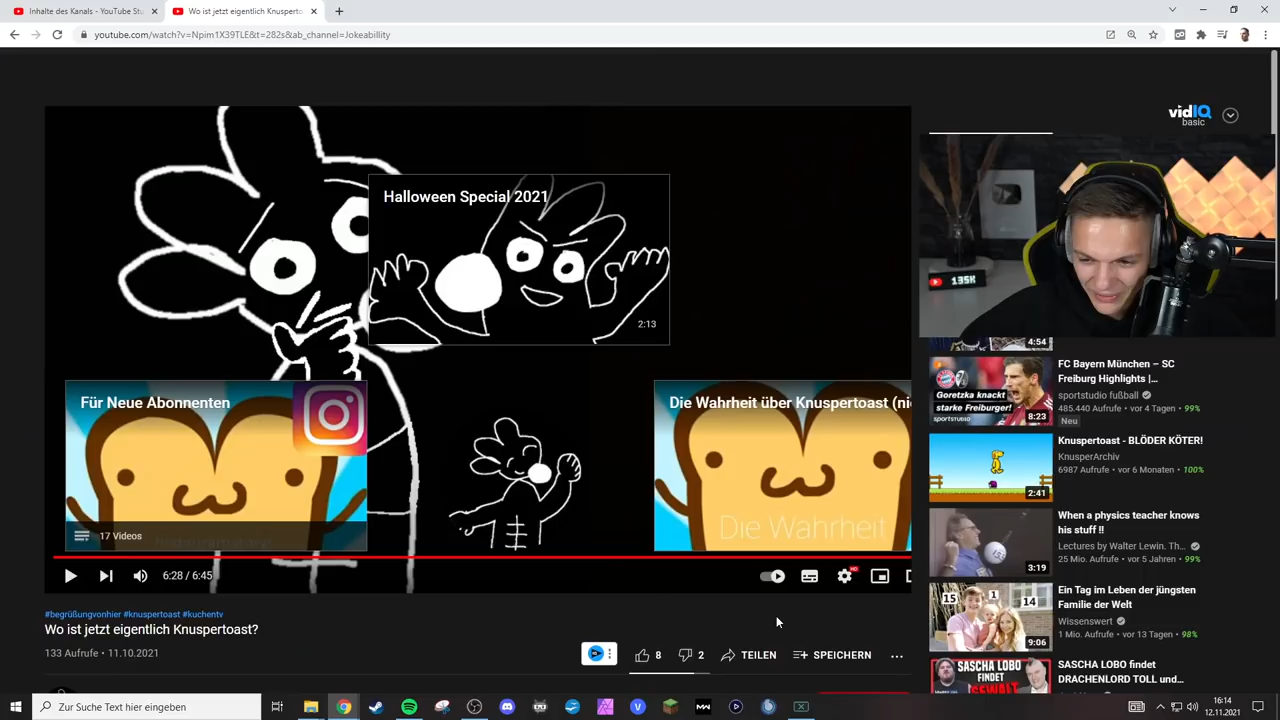 Inhalte des Kanals - YouTube Stu
Wo ist jetzt eigentlich Knusperto
youtube.com/watch?v=Npim1X39TLE&t=282s&ab_channel=Jokeabillity
vidIQ
basic
Halloween Special 2021
2:13
Für Neue Abonnenten
17 Videos
Die Wahrheit über Knuspertoast (nie
Die Wahrheit
6:28 / 6:45
HD
#begrüßungvonhier #knuspertoast #kuchentv
Wo ist jetzt eigentlich Knuspertoast?
133 Aufrufe • 11.10.2021
8
2
TEILEN
SPEICHERN
135K
4:54
Goretzka knackt
starke Freiburger!
SPORTSTUDIO
8:23
FC Bayern München – SC
Freiburg Highlights |...
sportstudio fußball
485.440 Aufrufe • vor 4 Tagen • 99%
Neu
2:41
Knuspertoast - BLÖDER KÖTER!
KnusperArchiv
6987 Aufrufe • vor 6 Monaten • 100%
3:19
When a physics teacher knows
his stuff !!
Lectures by Walter Lewin. Th...
25 Mio. Aufrufe • vor 5 Jahren • 99%
15
1
14
9:06
Ein Tag im Leben der jüngsten
Familie der Welt
Wissenswert
1 Mio. Aufrufe • vor 13 Tagen • 98%
SASCHA LOBO
FINDET
SASCHA LOBO findet
DRACHENLORD TOLL und...
Zur Suche Text hier eingeben
16:14
12.11.2021